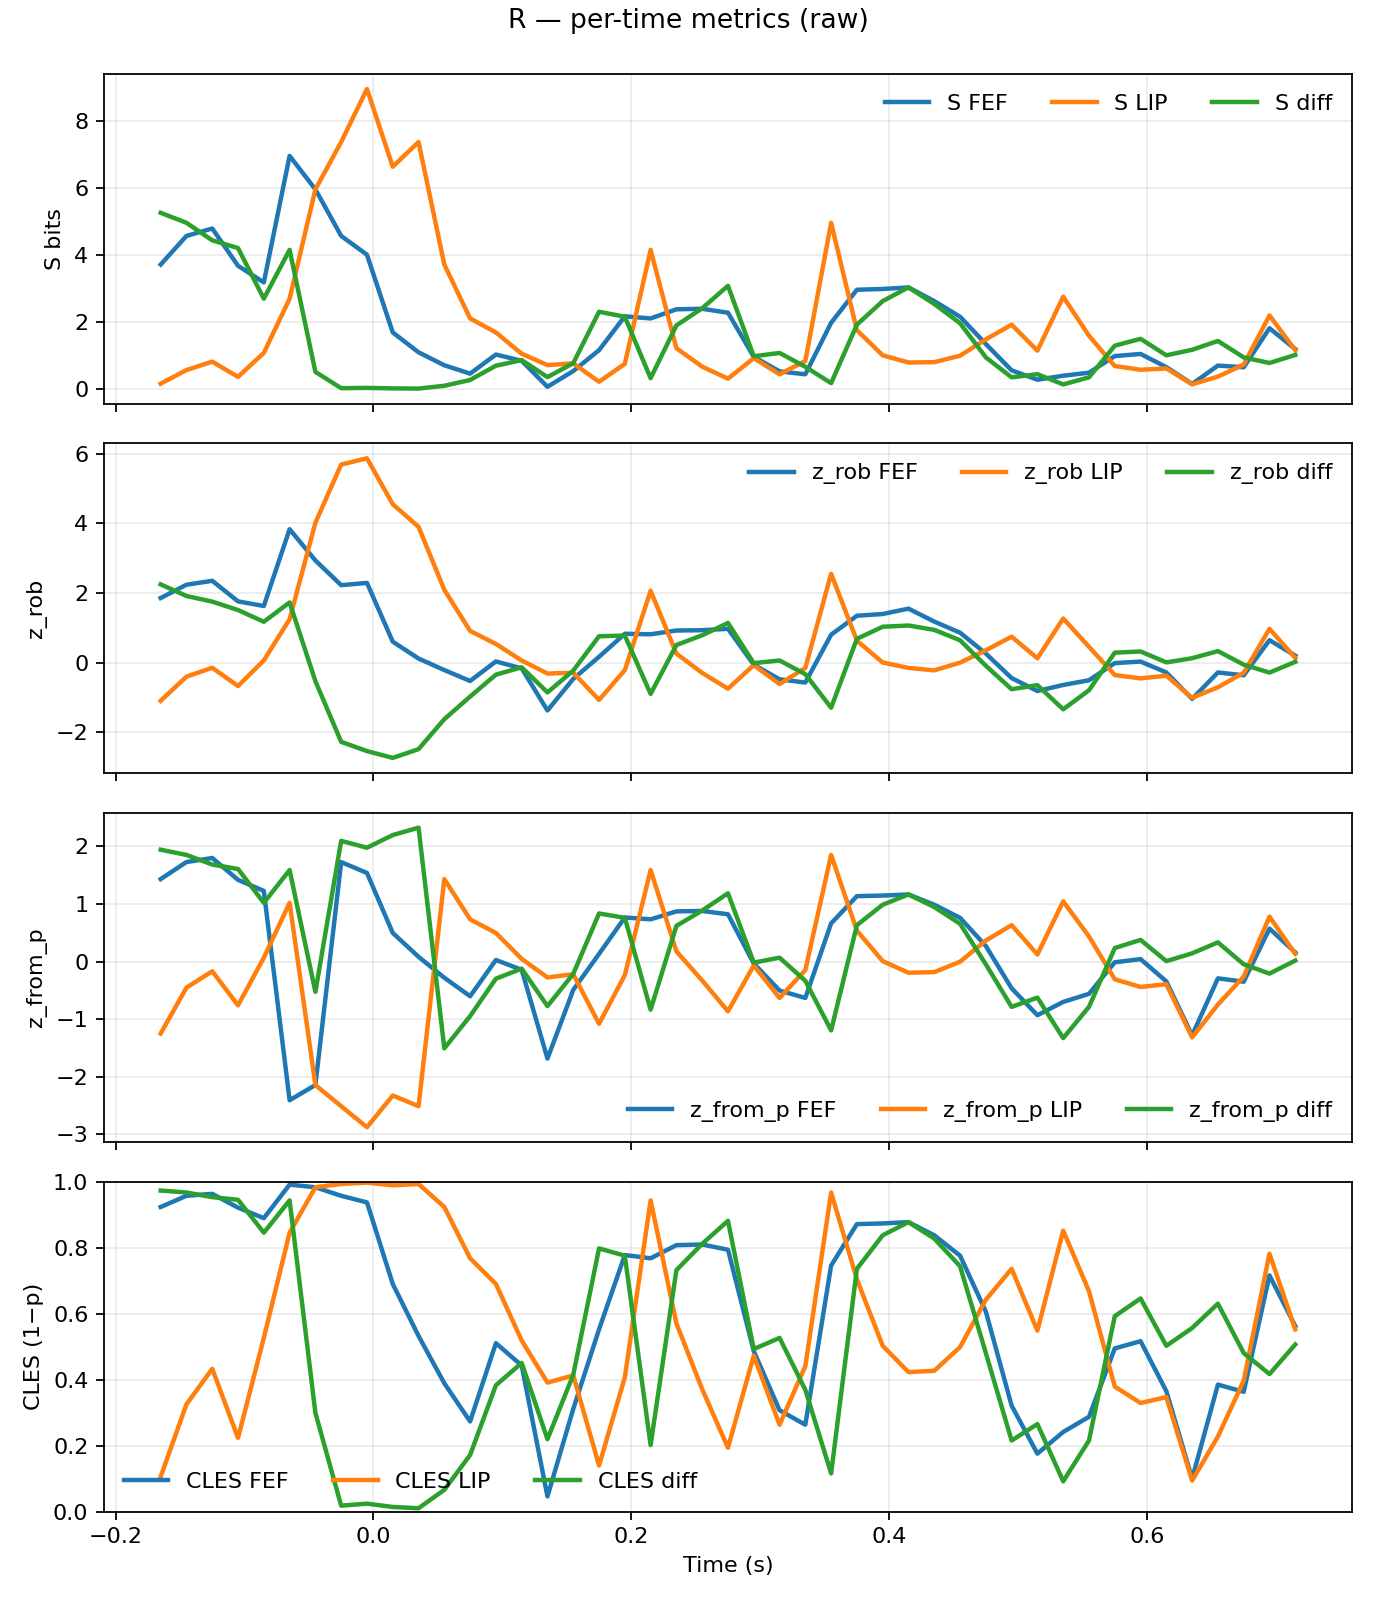 R — per-time metrics (raw)
S FEF S LIP S diff
8
6
4
2
0
S bits
z_rob FEF z_rob LIP z_rob diff
6
4
2
0
−2
z_rob
2
1
0
−1
−2
−3
z_from_p
z_from_p FEF z_from_p LIP z_from_p diff
1.0
0.8
0.6
0.4
0.2
0.0
CLES (1−p)
CLES FEF CLES LIP CLES diff
−0.2 0.0 0.2 0.4 0.6
Time (s)